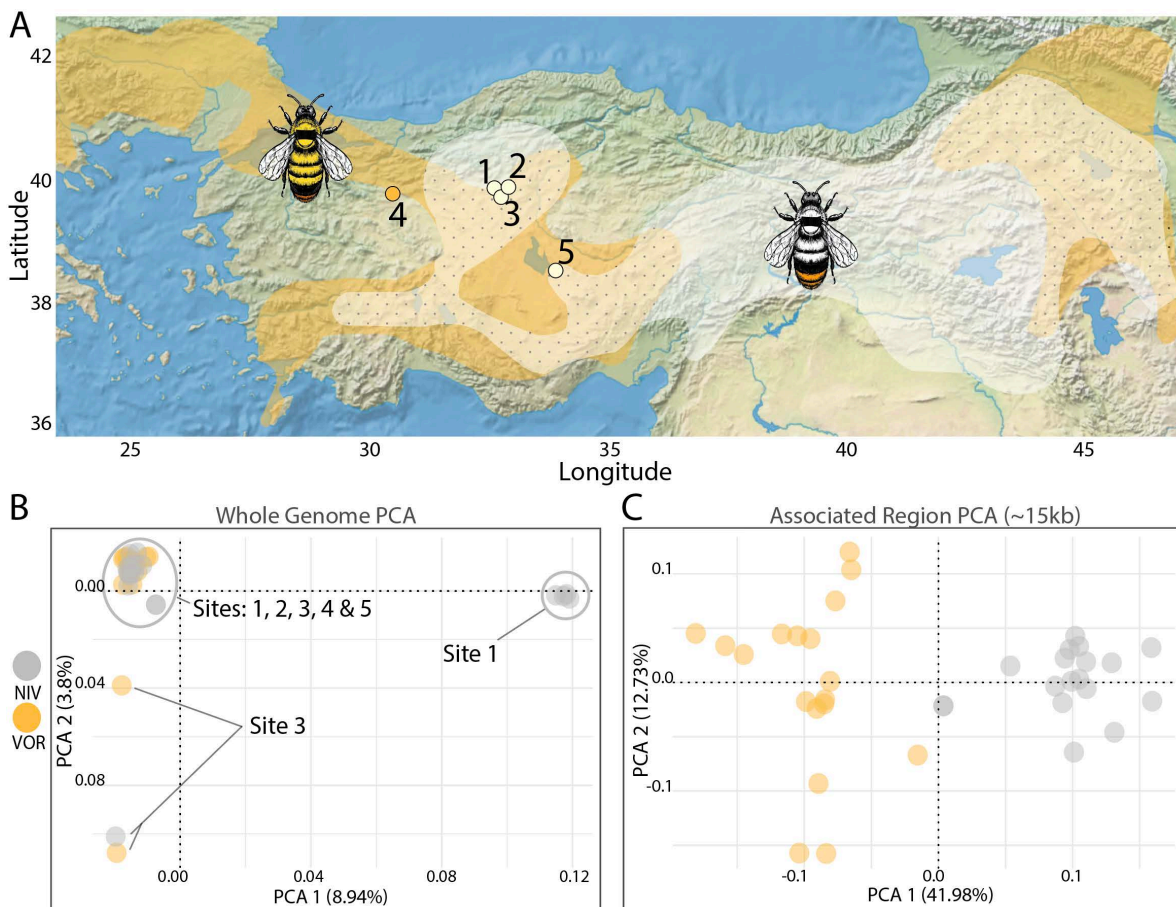 A
42
40
38
36
Latitude
1
2
3
4
5
25
30
35
40
45
Longitude
B
Whole Genome PCA
0.00
0.04
0.08
PCA 2 (3.8%)
Sites: 1, 2, 3, 4 & 5
Site 1
Site 3
NIV
VOR
0.00
0.04
0.08
0.12
PCA 1 (8.94%)
C
Associated Region PCA (~15kb)
0.1
0.0
-0.1
PCA 2 (12.73%)
-0.1
0.0
0.1
PCA 1 (41.98%)